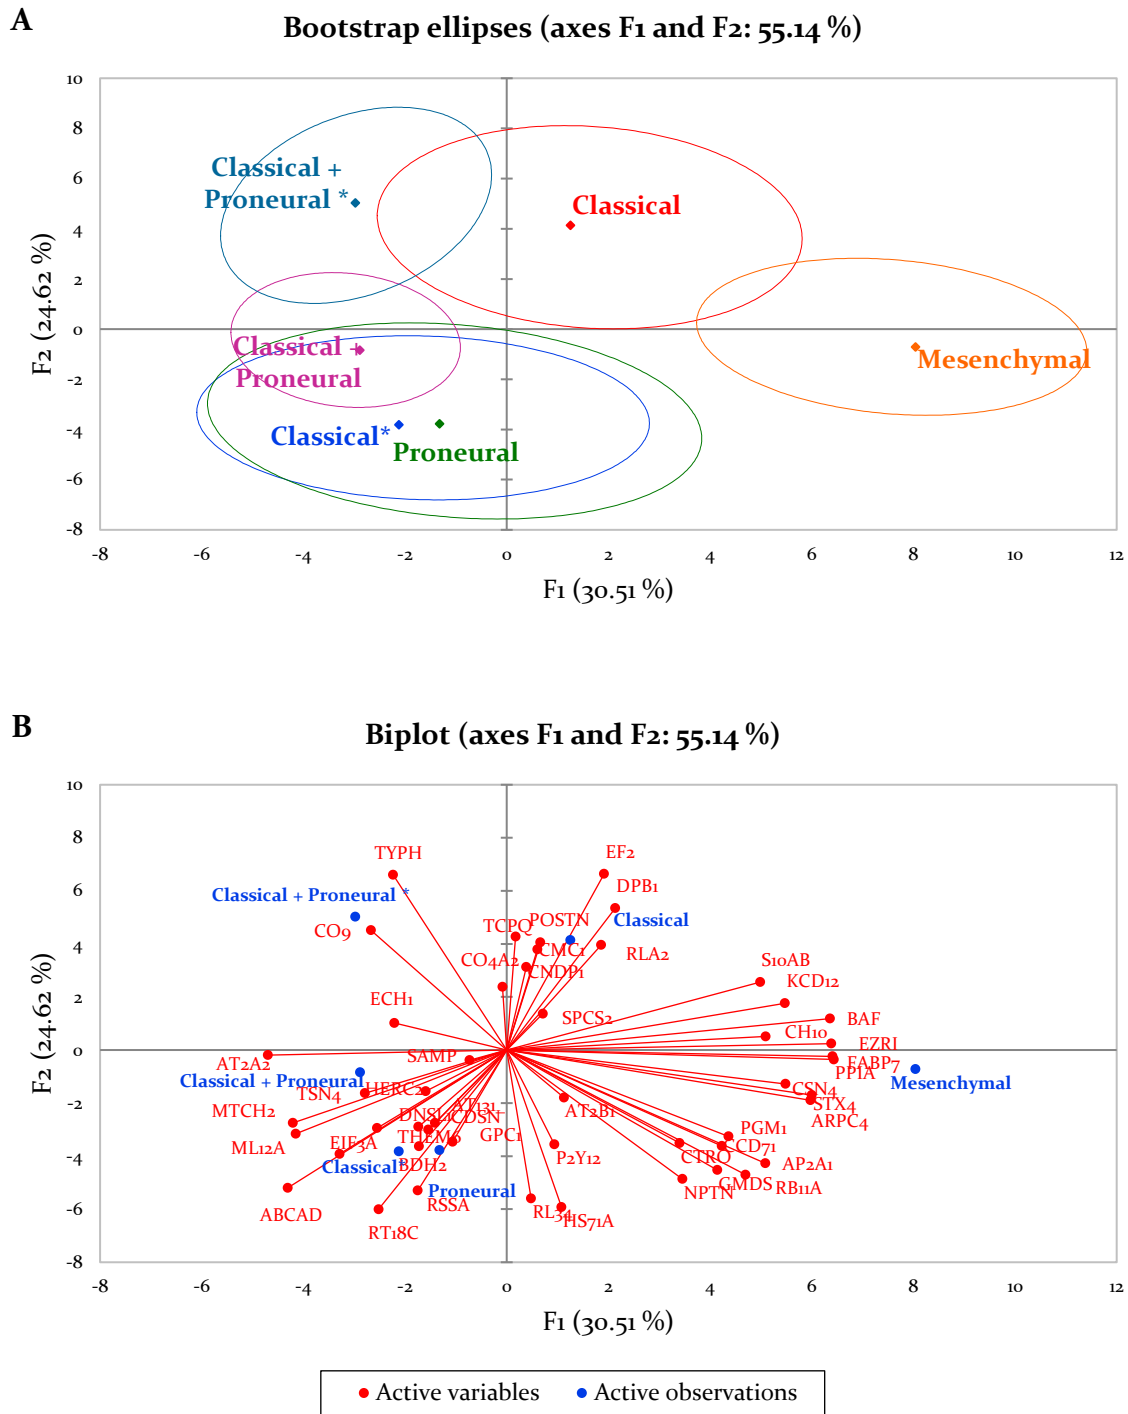 A
Bootstrap ellipses (axes F1 and F2: 55.14 %)
10
8
6
4
2
0
-2
-4
-6
-8
F2 (24.62 %)
Classical +
Proneural *
Classical
Classical +
Proneural
Mesenchymal
Classical*
Proneural
-8
-6
-4
-2
0
2
4
6
8
10
12
F1 (30.51 %)
B
Biplot (axes F1 and F2: 55.14 %)
10
8
6
4
2
0
-2
-4
-6
-8
F2 (24.62 %)
TYPH
EF2
DPB1
Classical + Proneural *
Classical
CO9
TCPQ
POSTN
CMC1
RLA2
CO4A2
CNDP1
S10AB
KCD12
ECH1
SPCS2
BAF
CH10
EZRI
SAMP
FABP7
PPIA
AT2A2
Classical + Proneural
Mesenchymal
HERC2
TSN4
CSN4
STX4
ARPC4
MTCH2
AT131
AT2B1
DNSL1
CDSN
ML12A
EIF3A
THEM6
GPC1
PGM1
CD71
P2Y12
CTRO
AP2A1
Classical*
BDH2
GMDS
RB11A
NPTN
Proneural
ABCAD
RSSA
RL34
HS71A
RT18C
-8
-6
-4
-2
0
2
4
6
8
10
12
F1 (30.51 %)
Active variables
Active observations